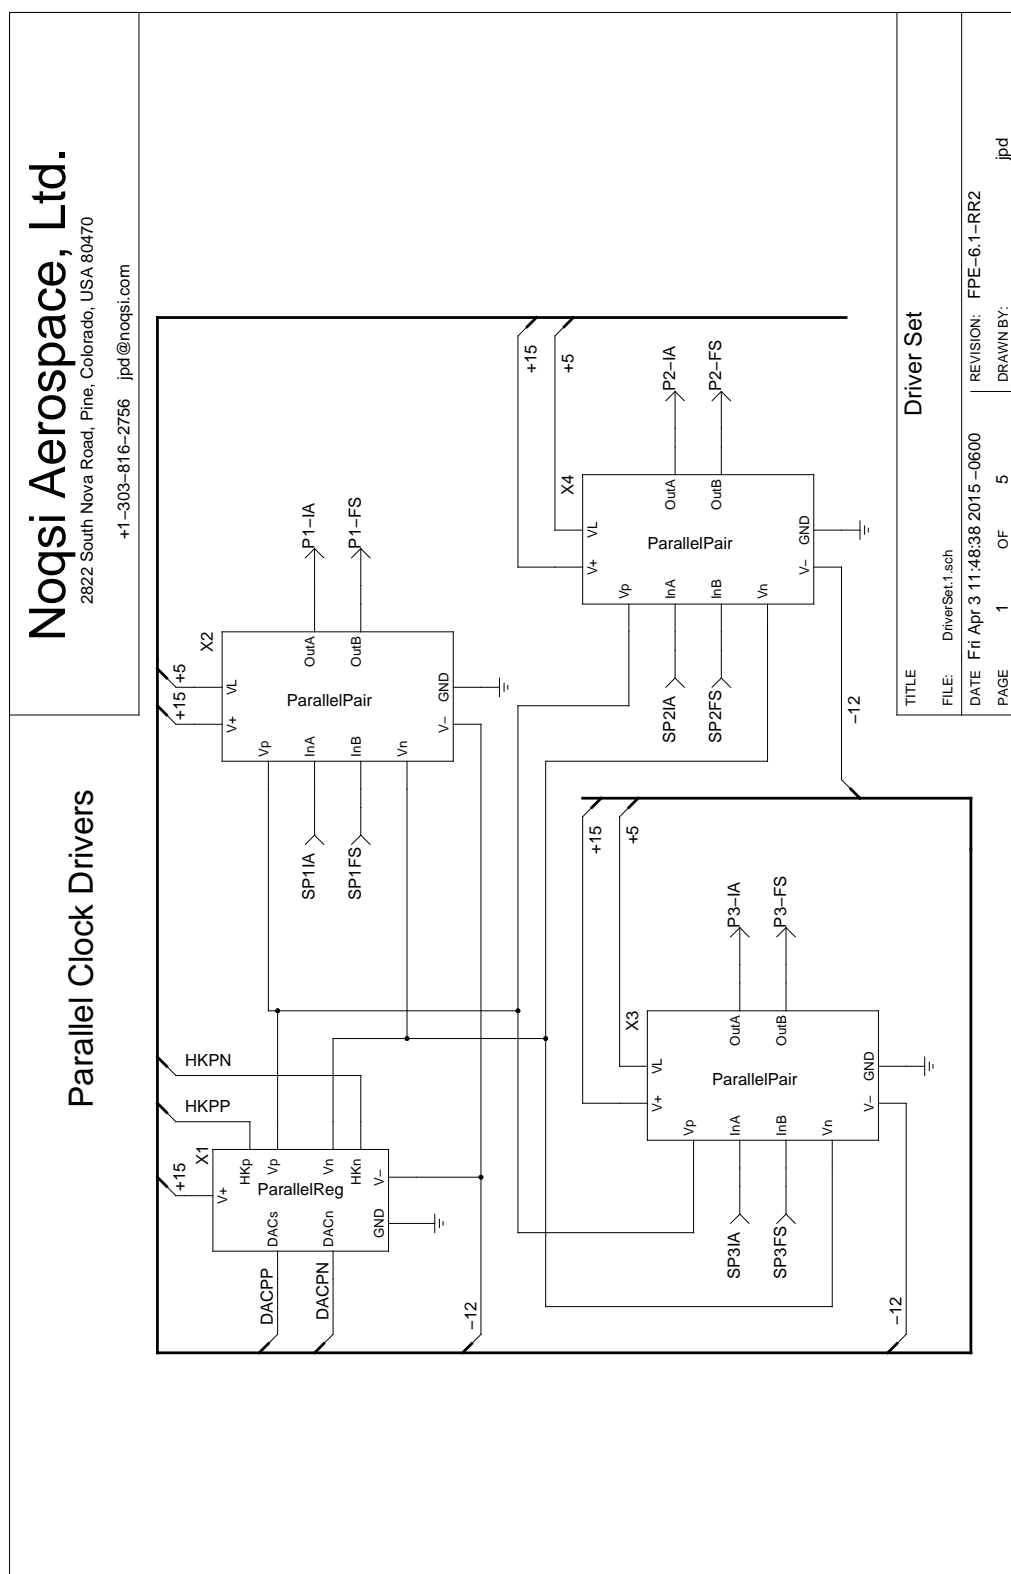 Noqsi Aerospace, Ltd.
2822 South Nova Road, Pine, Colorado, USA 80470
+1−303−816−2756 jpd@noqsi.com
Parallel Clock Drivers
HKPP
HKPN
+15
X1
V+
HKp
Vp
Vn
HKn
DACs
DACn
ParallelReg
GND
V−
DACPP
DACPN
−12
+15
+5
X2
V+
VL
Vp
InA
InB
Vn
OutA
OutB
ParallelPair
V−
GND
SP1IA
SP1FS
P1−IA
P1−FS
+15
+5
X3
V+
VL
Vp
InA
InB
Vn
OutA
OutB
ParallelPair
V−
GND
SP3IA
SP3FS
P3−IA
P3−FS
−12
+15
+5
X4
V+
VL
Vp
InA
InB
Vn
OutA
OutB
ParallelPair
V−
GND
SP2IA
SP2FS
P2−IA
P2−FS
−12
TITLE
Driver Set
FILE: DriverSet.1.sch
DATE Fri Apr 3 11:48:38 2015 −0600
REVISION: FPE−6.1−RR2
PAGE 1 OF 5
DRAWN BY: jpd